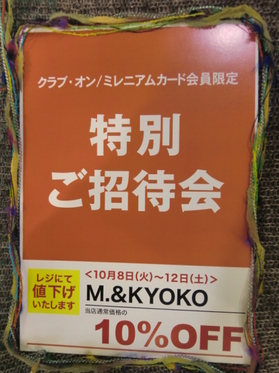 クラブ・オン/ミレニアムカード会員限定
特別
ご招待会
レジにて
値下げ
いたします
<10月8日(火)～12日(土)>
M.&KYOKO
当店通常価格の
10%OFF